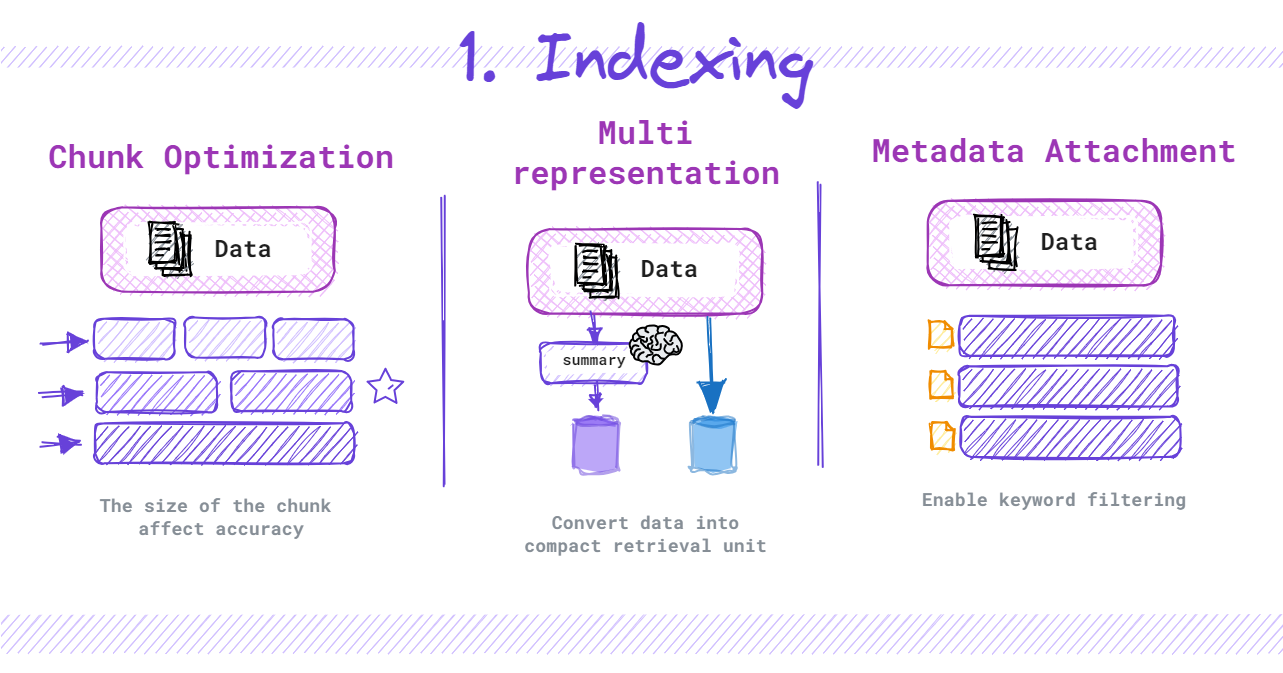 1. Indexing
Chunk Optimization
Data
The size of the chunk
affect accuracy
Multi
representation
Data
summary
Convert data into
compact retrieval unit
Metadata Attachment
Data
Enable keyword filtering